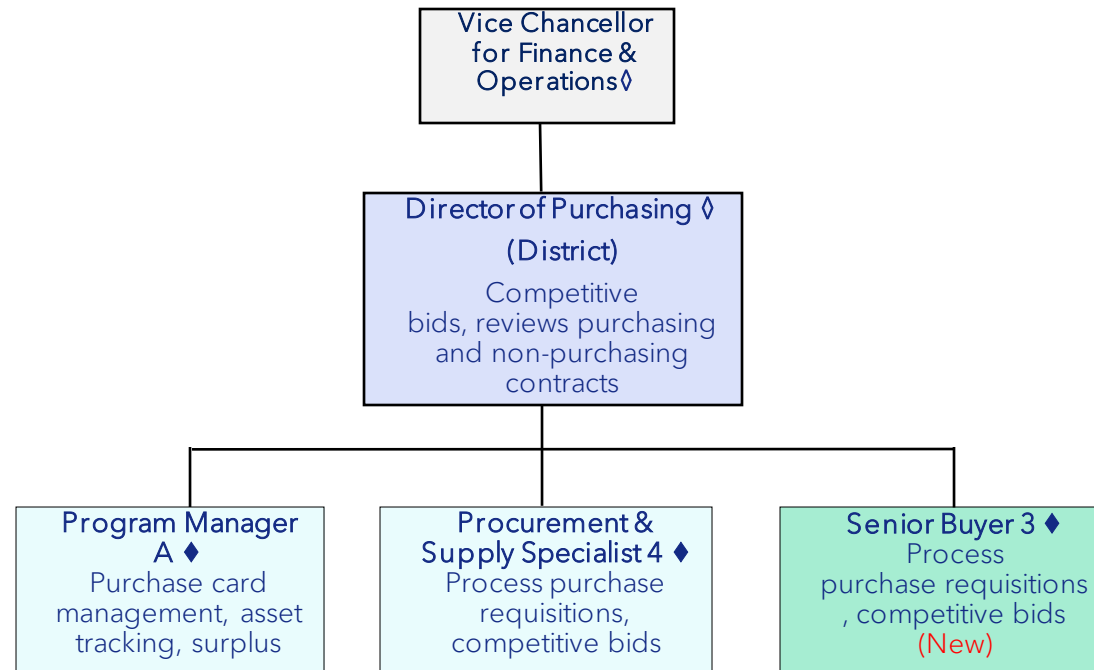 Vice Chancellor
for Finance &
Operations◊
Director of Purchasing ◊
(District)
Competitive
bids, reviews purchasing
and non-purchasing
contracts
Program Manager
A ♦
Purchase card
management, asset
tracking, surplus
Procurement &
Supply Specialist 4 ♦
Process purchase
requisitions,
competitive bids
Senior Buyer 3 ♦
Process
purchase requisitions
, competitive bids
(New)